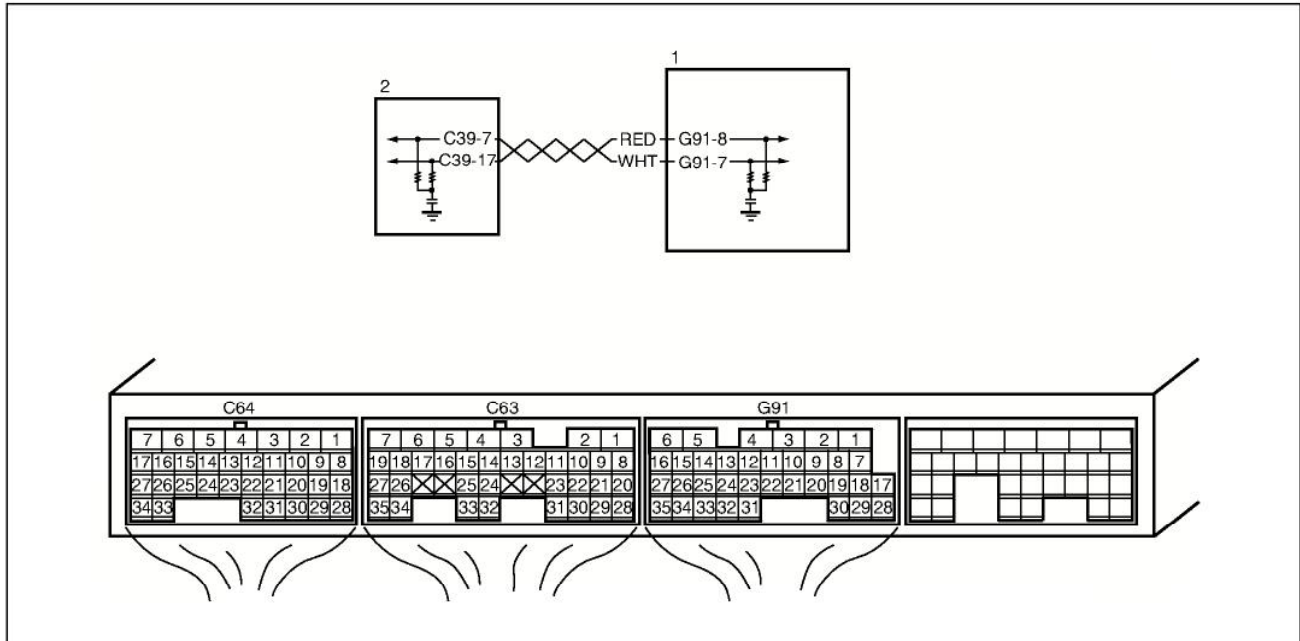 1
2
C39-7 RED G91-8
C39-17 WHT G91-7
C64 C63 G91
7 6 5 4 3 2 1 7 6 5 4 3 2 1 6 5 4 3 2 1
17 16 15 14 13 12 11 10 9 8 19 18 17 16 15 14 13 12 11 10 9 8 16 15 14 13 12 11 10 9 8 7
27 26 25 24 23 22 21 20 19 18 27 26 25 24 23 22 21 20 27 26 25 24 23 22 21 20 19 18 17
34 33 32 31 30 29 28 35 34 33 32 31 30 29 28 35 34 33 32 31 30 29 28